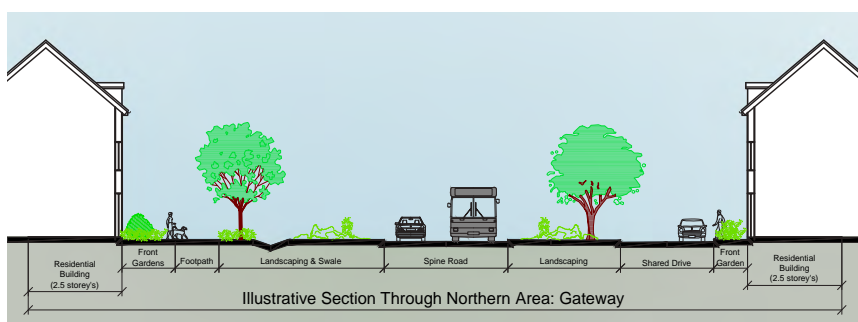 Residential
Building
(2.5 storey's)
Front
Gardens
Footpath
Landscaping & Swale
Spine Road
Landscaping
Shared Drive
Front
Garden
Residential
Building
(2.5 storey's)
Illustrative Section Through Northern Area: Gateway